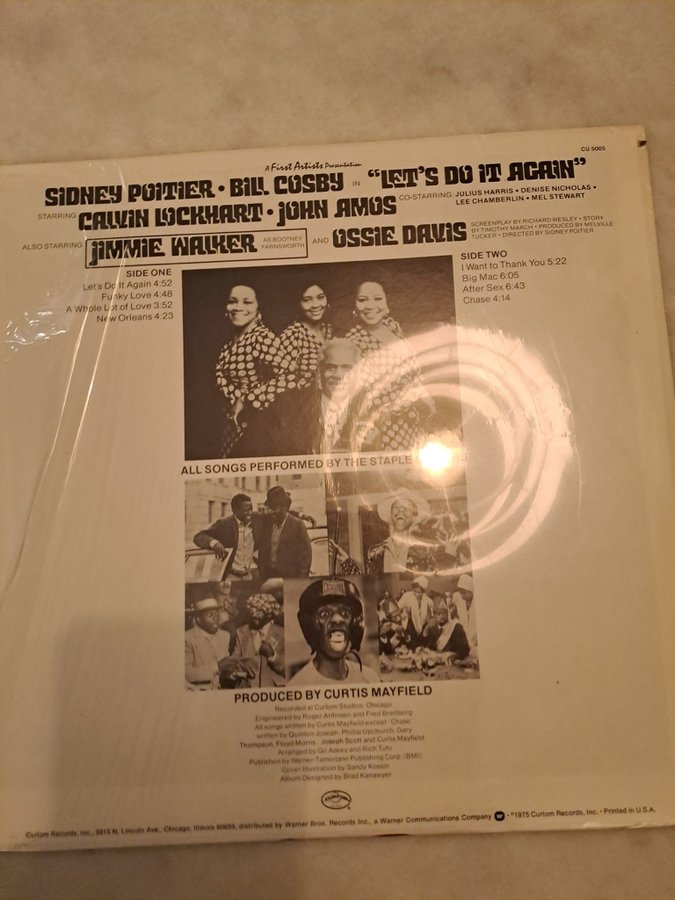 CU 5005
A First Artists Presentation
SIDNEY POITIER • BILL COSBY IN "LET'S DO IT AGAIN"
STARRING CALVIN LOCKHART • JOHN AMOS CO-STARRING: JULIUS HARRIS • DENISE NICHOLAS •
LEE CHAMBERLIN • MEL STEWART
ALSO STARRING JIMMIE WALKER AS BOOTNEY FARNSWORTH AND OSSIE DAVIS
SCREENPLAY BY RICHARD WESLEY • STORY
BY TIMOTHY MARCH • PRODUCED BY MELVILLE
TUCKER • DIRECTED BY SIDNEY POITIER
SIDE ONE
Let's Do It Again 4:52
Funky Love 4:48
A Whole Lot of Love 3:52
New Orleans 4:23
SIDE TWO
I Want to Thank You 5:22
Big Mac 6:05
After Sex 6:43
Chase 4:14
ALL SONGS PERFORMED BY THE STAPLE
PRODUCED BY CURTIS MAYFIELD
Recorded at Curtom Studios, Chicago
Engineered by Roger Anfinsen and Fred Breitberg
All songs written by Curtis Mayfield except: Chase
written by Quinton Joseph, Phillip Upchurch, Gary
Thompson, Floyd Morris, Joseph Scott and Curtis Mayfield
Arranged by Gil Askey and Rich Tufo
Published by Warner-Tamerlane Publishing Corp. (BMI)
Cover Illustration by Sandy Kossin
Album Designed by Brad Kanawyer
Curtom Records, Inc., 5915 N. Lincoln Ave., Chicago, Illinois 60659, distributed by Warner Bros. Records Inc., a Warner Communications Company • ©1975 Curtom Records, Inc. • Printed in U.S.A.